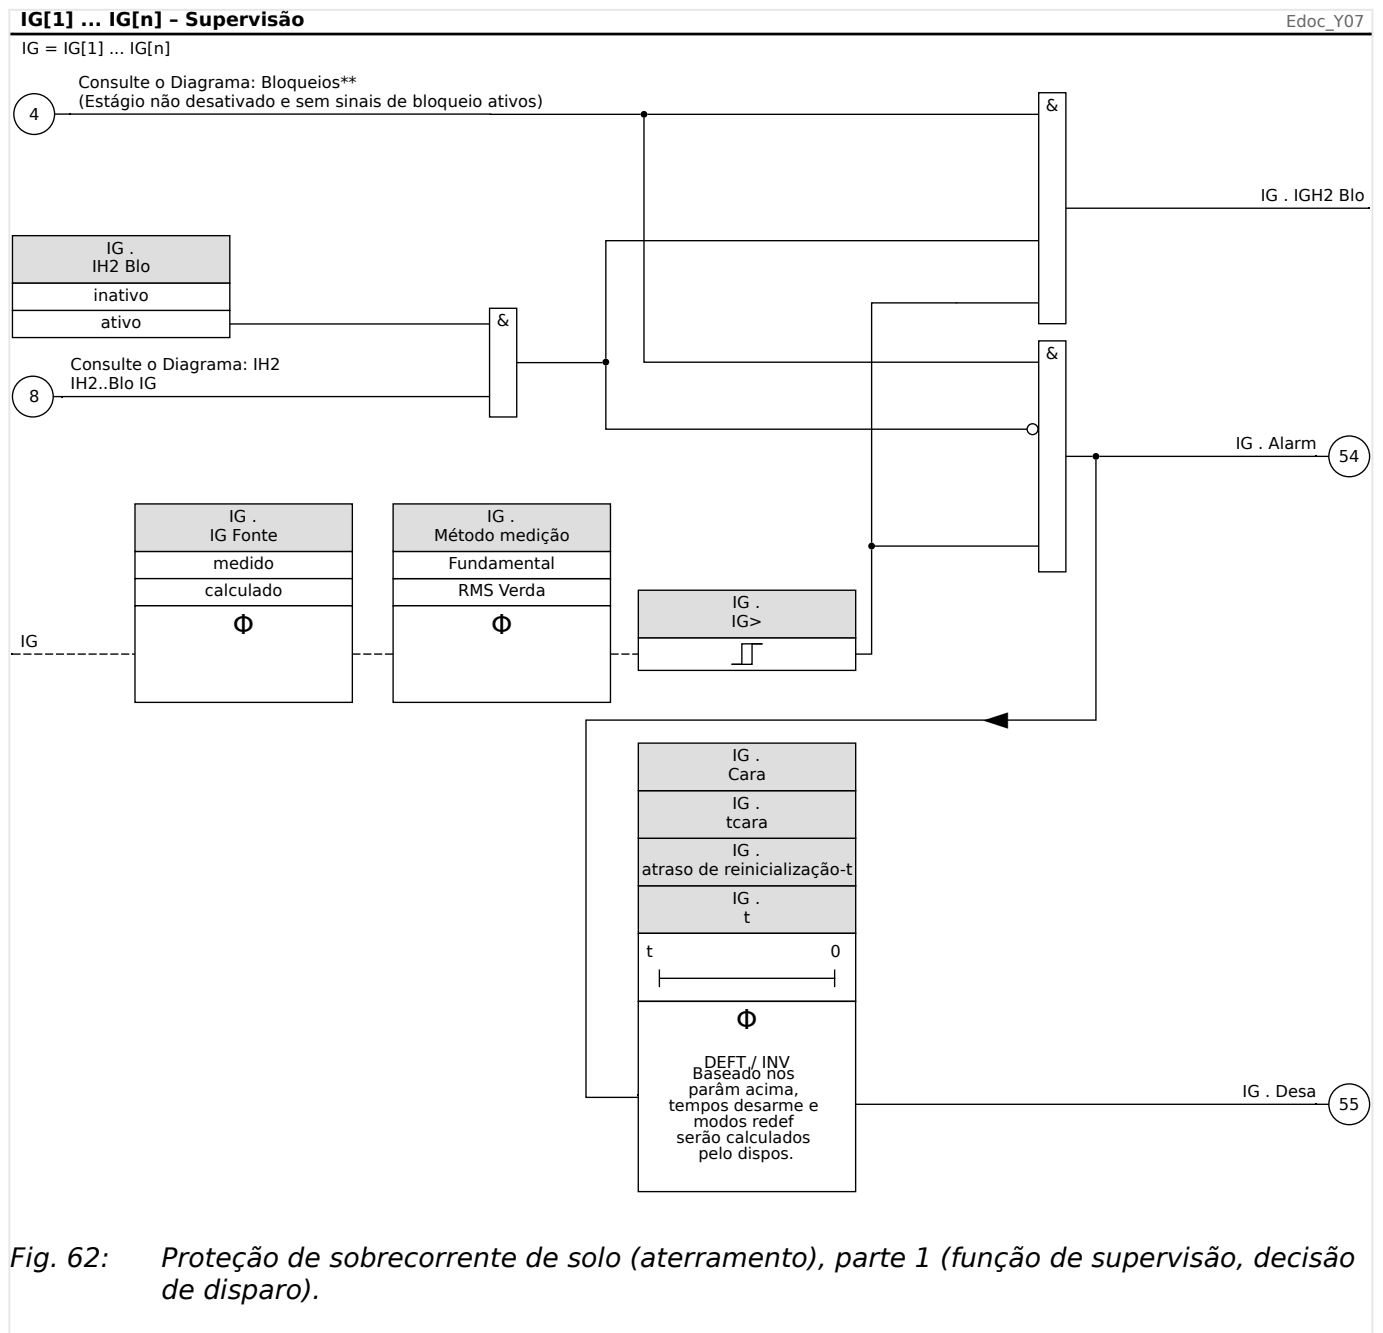 IG[1] ... IG[n] – Supervisão
Edoc_Y07
IG = IG[1] ... IG[n]
Consulte o Diagrama: Bloqueios**
(Estágio não desativado e sem sinais de bloqueio ativos)
4
&
IG . IGH2 Blo
IG .
IH2 Blo
inativo
ativo
&
Consulte o Diagrama: IH2
IH2..Blo IG
8
&
IG . Alarm
54
IG .
IG Fonte
medido
calculado
Φ
IG .
Método medição
Fundamental
RMS Verda
Φ
IG .
IG>
IG
IG .
Cara
IG .
tcara
IG .
atraso de reinicialização-t
IG .
t
t 0
Φ
DEFT / INV
Baseado nos
parâm acima,
tempos desarme e
modos redef
serão calculados
pelo dispos.
IG . Desa
55
Fig. 62: Proteção de sobrecorrente de solo (aterramento), parte 1 (função de supervisão, decisão
de disparo).